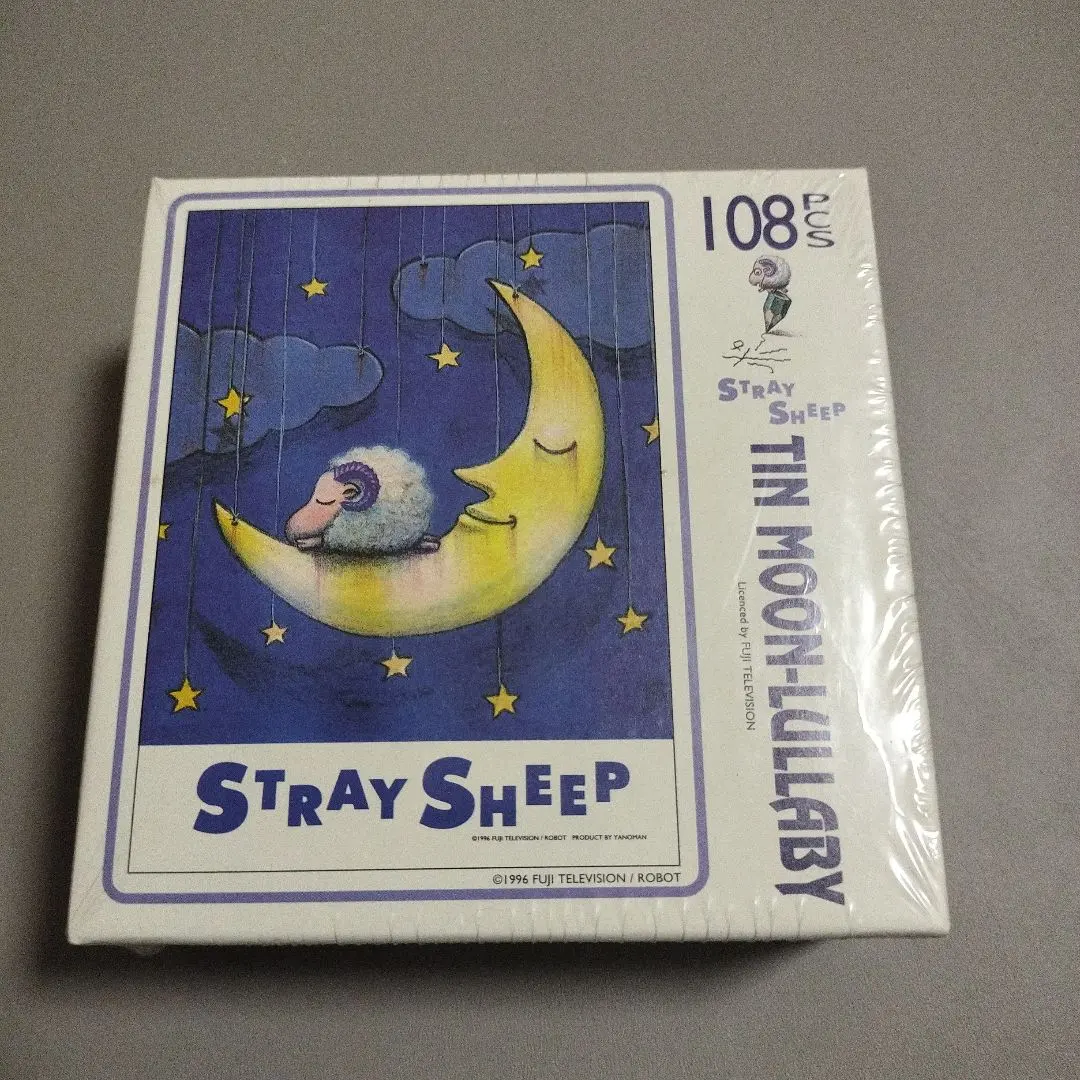 108 PCS
STRAY
SHEEP
TIN MOON-LULLABY
Licenced by FUJI TELEVISION
STRAY SHEEP
©1996 FUJI TELEVISION / ROBOT PRODUCT BY YANOMAN
©1996 FUJI TELEVISION / ROBOT